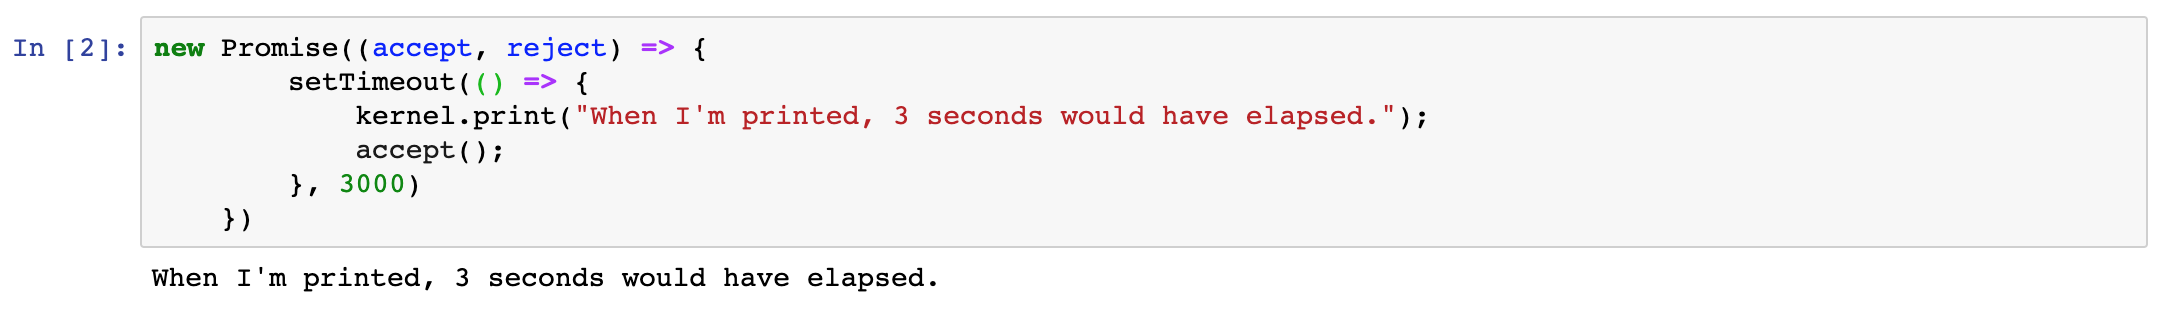 In [2]: new Promise((accept, reject) => {
        setTimeout(() => {
            kernel.print("When I'm printed, 3 seconds would have elapsed.");
            accept();
        }, 3000)
    })
When I'm printed, 3 seconds would have elapsed.